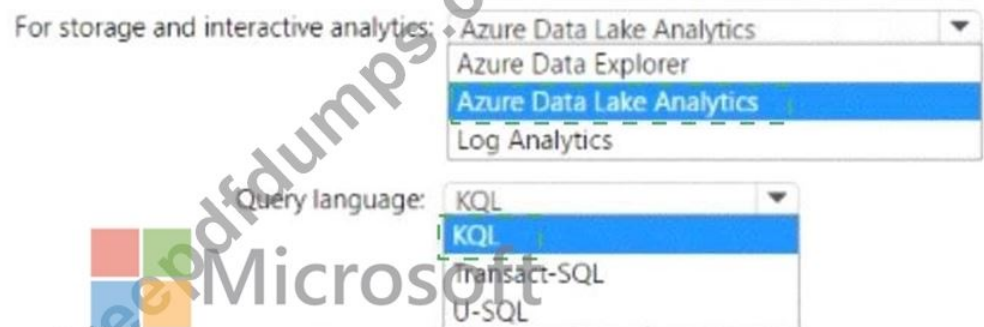 For storage and interactive analytics: Azure Data Lake Analytics
Azure Data Explorer
Azure Data Lake Analytics
Log Analytics
Query language: KQL
KQL
Transact-SQL
U-SQL
Microsoft